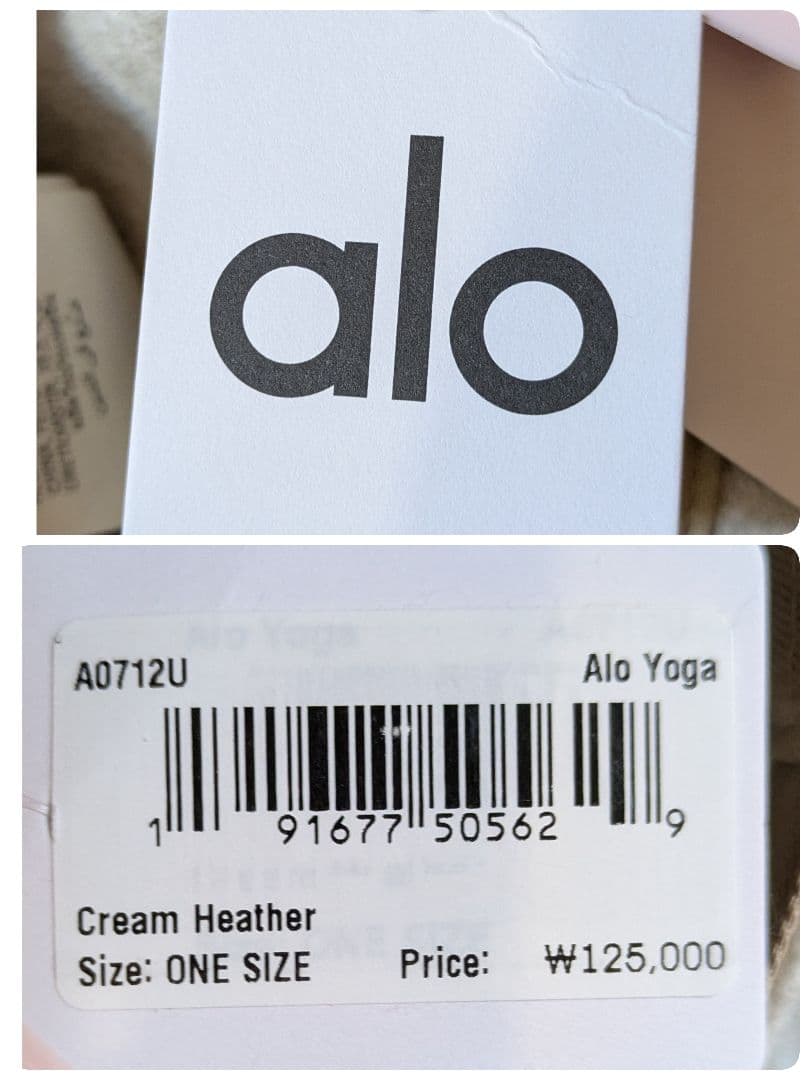 alo
A0712U
Alo Yoga
1 91677 50562 9
Cream Heather
Size: ONE SIZE
Price: ₩125,000